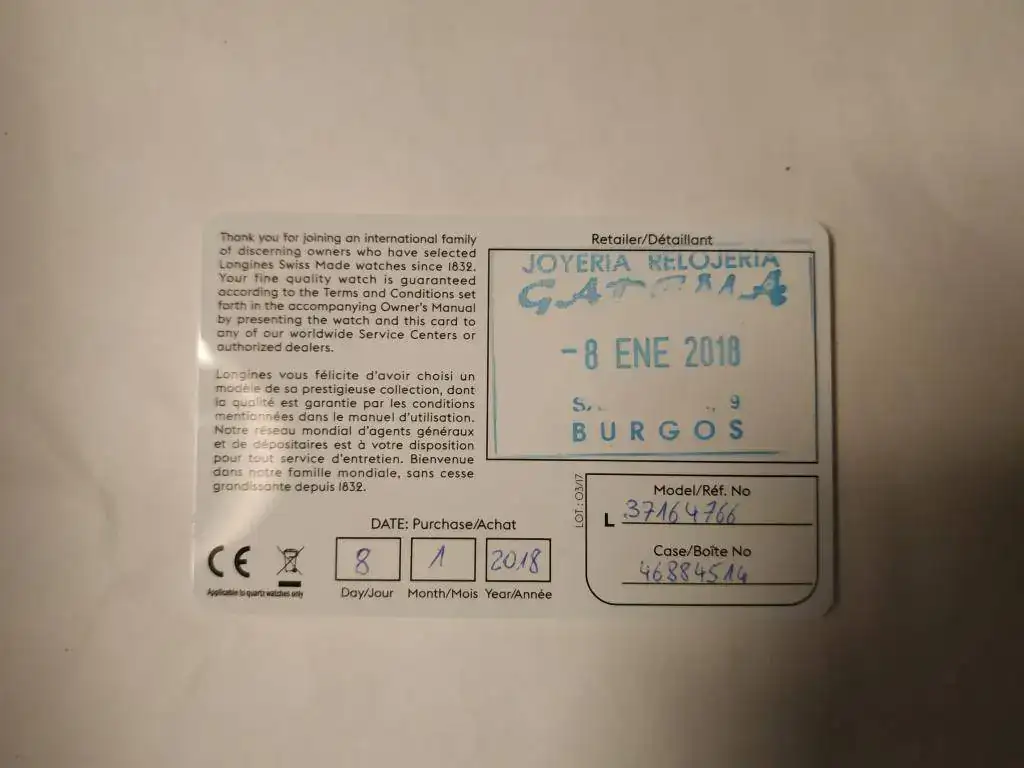 Thank you for joining an international family
of discerning owners who have selected
Longines Swiss Made watches since 1832.
Your fine quality watch is guaranteed
according to the Terms and Conditions set
forth in the accompanying Owner's Manual
by presenting the watch and this card to
any of our worldwide Service Centers or
authorized dealers.
Longines vous félicite d'avoir choisi un
modèle de sa prestigieuse collection, dont
la qualité est garantie par les conditions
mentionnées dans le manuel d'utilisation.
Notre réseau mondial d'agents généraux
et de dépositaires est à votre disposition
pour tout service d'entretien. Bienvenue
dans notre famille mondiale, sans cesse
grandissante depuis 1832.
CE
Applicable to quartz watches only
DATE: Purchase/Achat
8 1 2018
Day/Jour Month/Mois Year/Année
Retailer/Détaillant
JOYERIA RELOJERIA
-8 ENE 2018
9
BURGOS
LOT: 03/17
Model/Réf. No
L 37164766
Case/Boîte No
46884514